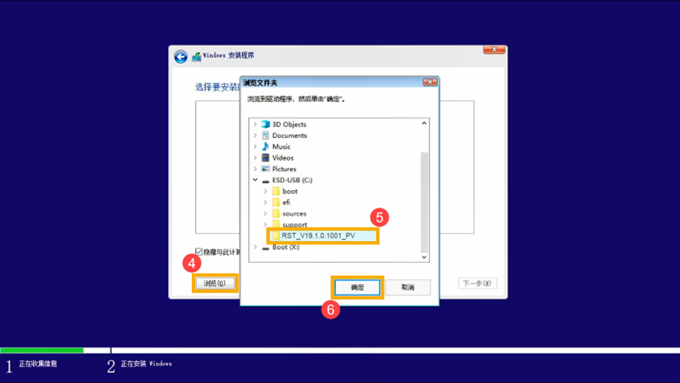 Windows 安装程序
选择要安装的
浏览文件夹
浏览到驱动程序，然后单击"确定"。
3D Objects
Documents
Music
Videos
Pictures
ESD-USB (C:)
boot
efi
sources
support
5
RST_V19.1.0.1001_PV
Boot (X:)
隐藏与此计算
4
浏览(O)
确定
取消
下一步(N)
6
1 正在收集信息
2 正在安装 Windows